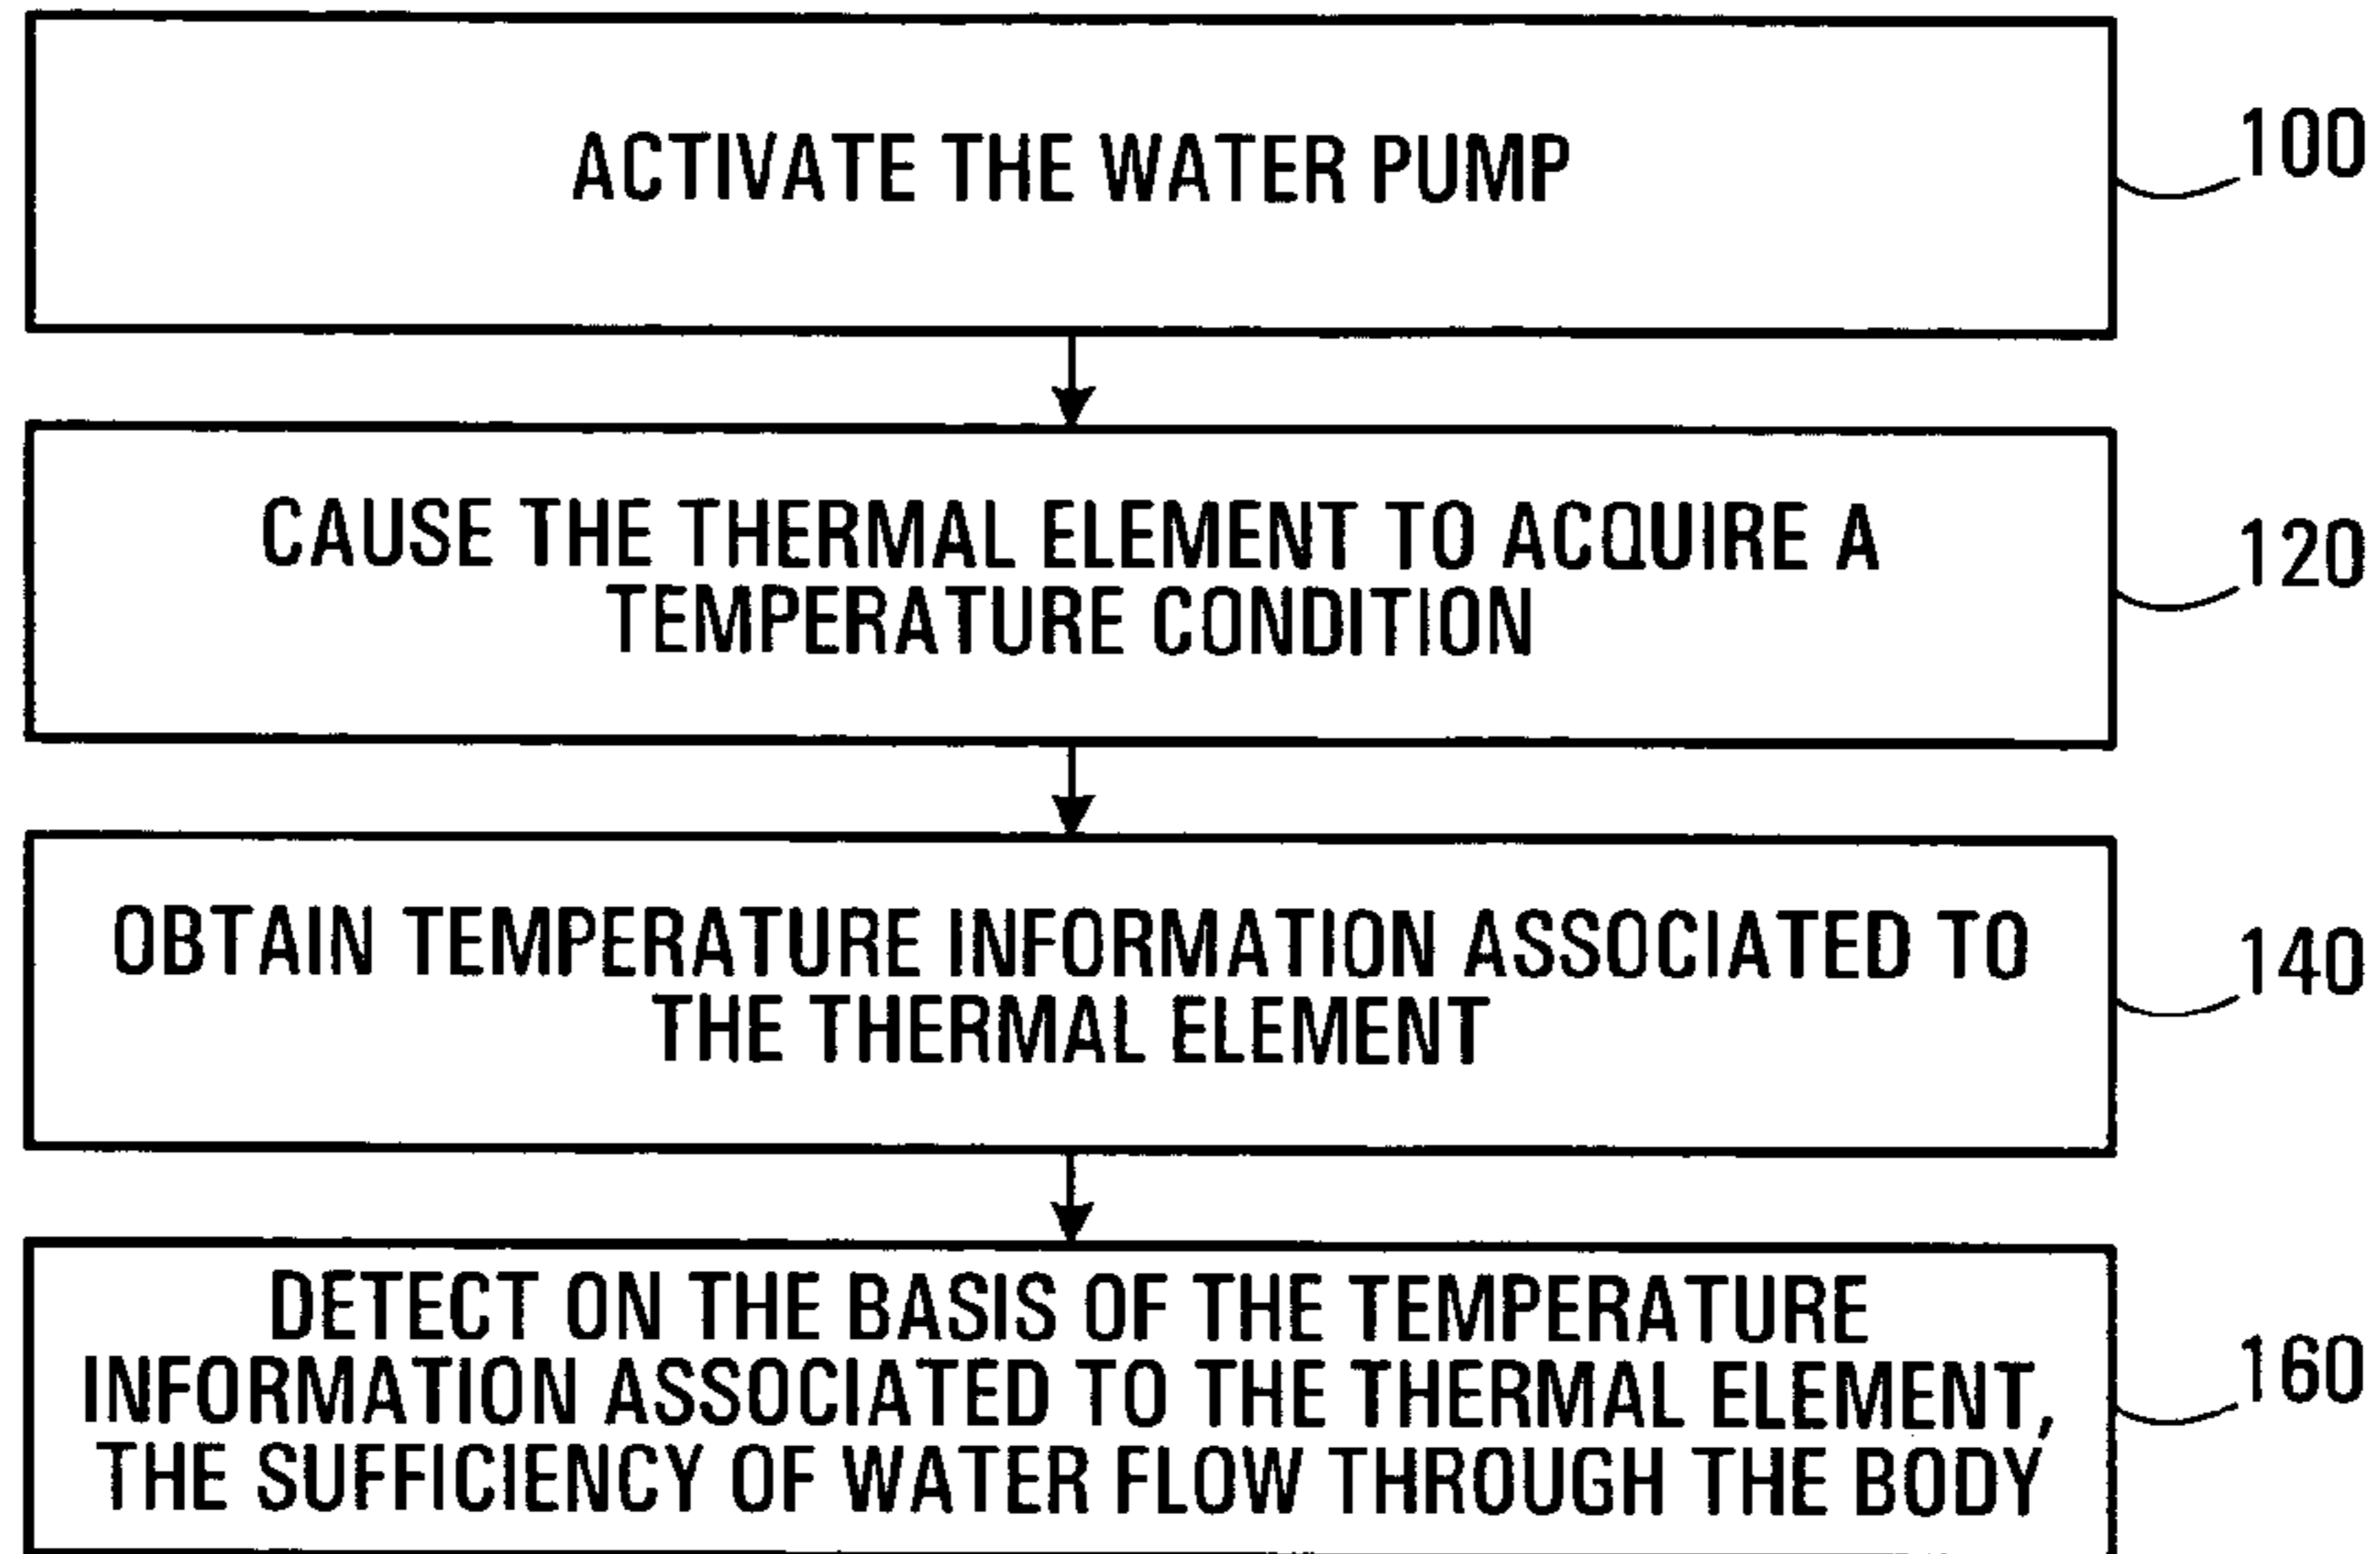 ACTIVATE THE WATER PUMP
100
CAUSE THE THERMAL ELEMENT TO ACQUIRE A
TEMPERATURE CONDITION
120
OBTAIN TEMPERATURE INFORMATION ASSOCIATED TO
THE THERMAL ELEMENT
140
DETECT ON THE BASIS OF THE TEMPERATURE
INFORMATION ASSOCIATED TO THE THERMAL ELEMENT,
THE SUFFICIENCY OF WATER FLOW THROUGH THE BODY
160